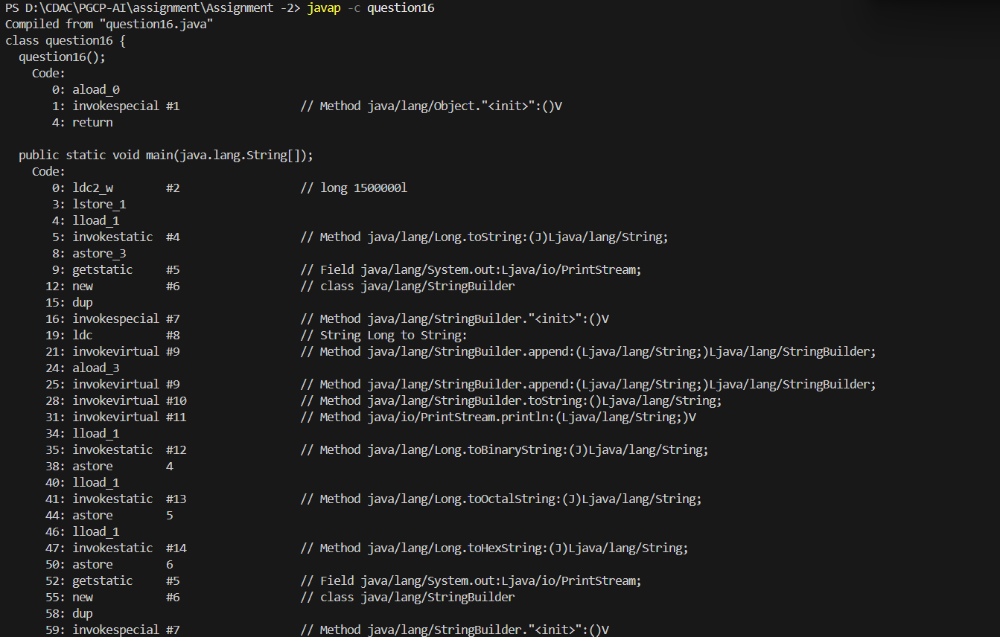 PS D:\CDAC\PGCP-AI\assignment\Assignment -2> javap -c question16
Compiled from "question16.java"
class question16 {
  question16();
    Code:
       0: aload_0
       1: invokespecial #1                  // Method java/lang/Object."<init>":()V
       4: return

  public static void main(java.lang.String[]);
    Code:
       0: ldc2_w        #2                  // long 1500000l
       3: lstore_1
       4: lload_1
       5: invokestatic  #4                  // Method java/lang/Long.toString:(J)Ljava/lang/String;
       8: astore_3
       9: getstatic     #5                  // Field java/lang/System.out:Ljava/io/PrintStream;
      12: new           #6                  // class java/lang/StringBuilder
      15: dup
      16: invokespecial #7                  // Method java/lang/StringBuilder."<init>":()V
      19: ldc           #8                  // String Long to String:
      21: invokevirtual #9                  // Method java/lang/StringBuilder.append:(Ljava/lang/String;)Ljava/lang/StringBuilder;
      24: aload_3
      25: invokevirtual #9                  // Method java/lang/StringBuilder.append:(Ljava/lang/String;)Ljava/lang/StringBuilder;
      28: invokevirtual #10                 // Method java/lang/StringBuilder.toString:()Ljava/lang/String;
      31: invokevirtual #11                 // Method java/io/PrintStream.println:(Ljava/lang/String;)V
      34: lload_1
      35: invokestatic  #12                 // Method java/lang/Long.toBinaryString:(J)Ljava/lang/String;
      38: astore        4
      40: lload_1
      41: invokestatic  #13                 // Method java/lang/Long.toOctalString:(J)Ljava/lang/String;
      44: astore        5
      46: lload_1
      47: invokestatic  #14                 // Method java/lang/Long.toHexString:(J)Ljava/lang/String;
      50: astore        6
      52: getstatic     #5                  // Field java/lang/System.out:Ljava/io/PrintStream;
      55: new           #6                  // class java/lang/StringBuilder
      58: dup
      59: invokespecial #7                  // Method java/lang/StringBuilder."<init>":()V